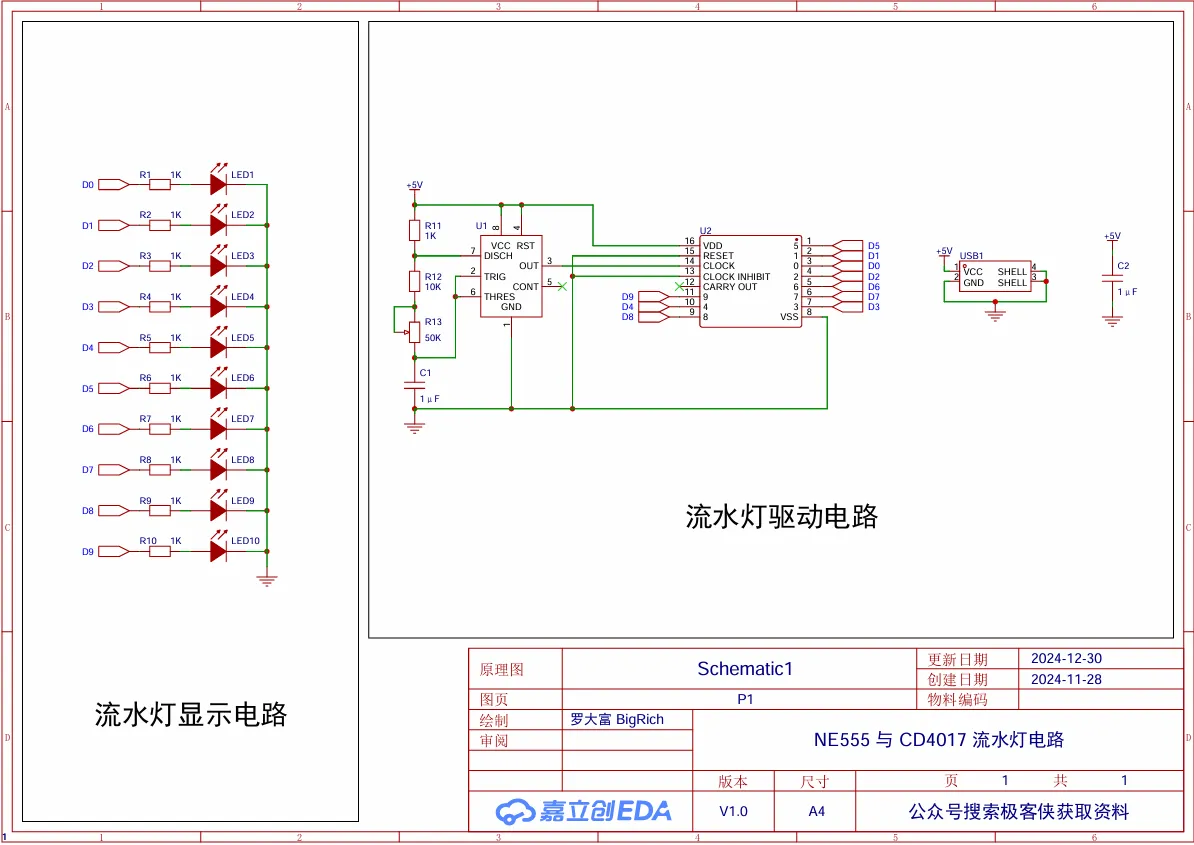 1 2 3 4 5 6
A A
B B
C C
D D
D0 R1 1K LED1
D1 R2 1K LED2
D2 R3 1K LED3
D3 R4 1K LED4
D4 R5 1K LED5
D5 R6 1K LED6
D6 R7 1K LED7
D7 R8 1K LED8
D8 R9 1K LED9
D9 R10 1K LED10
流水灯显示电路
+5V
R11
1K
R12
10K
R13
50K
C1
1μF
U1
8 4
VCC RST
7 DISCH
OUT 3
2 TRIG
CONT 5
6 THRES
GND
1
U2
16 VDD 5 1 D5
15 RESET 1 2 D1
14 CLOCK 0 3 D0
13 CLOCK INHIBIT 2 4 D2
12 CARRY OUT 6 5 D6
D9 11 9 7 6 D7
D4 10 4 3 7 D3
D8 9 8 VSS 8
+5V
USB1
1 VCC SHELL 4
2 GND SHELL 3
+5V
C2
1μF
流水灯驱动电路
原理图 Schematic1
更新日期 2024-12-30
创建日期 2024-11-28
图页 P1 物料编码
绘制 罗大富 BigRich
审阅
NE555 与 CD4017 流水灯电路
版本 尺寸 页 1 共 1
嘉立创EDA V1.0 A4 公众号搜索极客侠获取资料
1
1 2 3 4 5 6